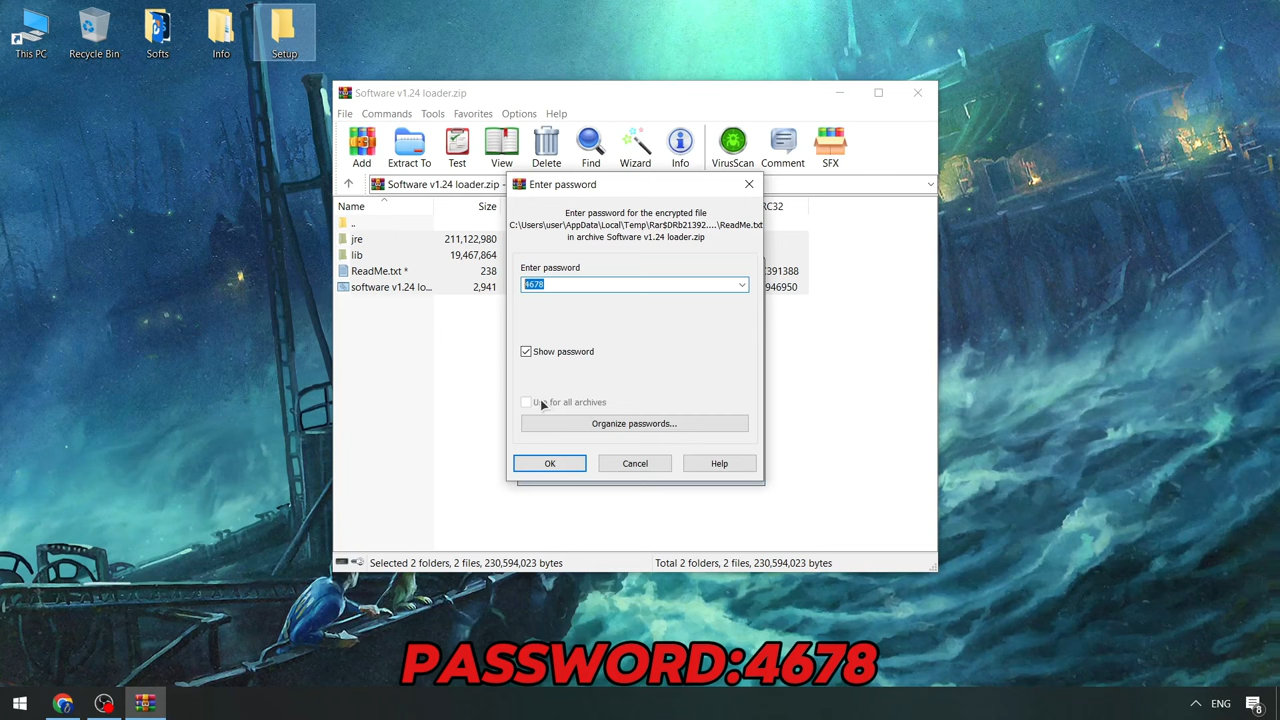 This PC
Recycle Bin
Softs
Info
Setup
Software v1.24 loader.zip
File Commands Tools Favorites Options Help
Add Extract To Test View Delete Find Wizard Info VirusScan Comment SFX
Software v1.24 loader.zip -
Name Size RC32
..
jre 211,122,980
lib 19,467,864
ReadMe.txt * 238 391388
software v1.24 lo... 2,941 946950
Enter password
Enter password for the encrypted file
C:\Users\user\AppData\Local\Temp\Rar$DRb21392....\ReadMe.txt
in archive Software v1.24 loader.zip
Enter password
4678
Show password
Use for all archives
Organize passwords...
OK Cancel Help
Selected 2 folders, 2 files, 230,594,023 bytes
Total 2 folders, 2 files, 230,594,023 bytes
PASSWORD:4678
ENG
8